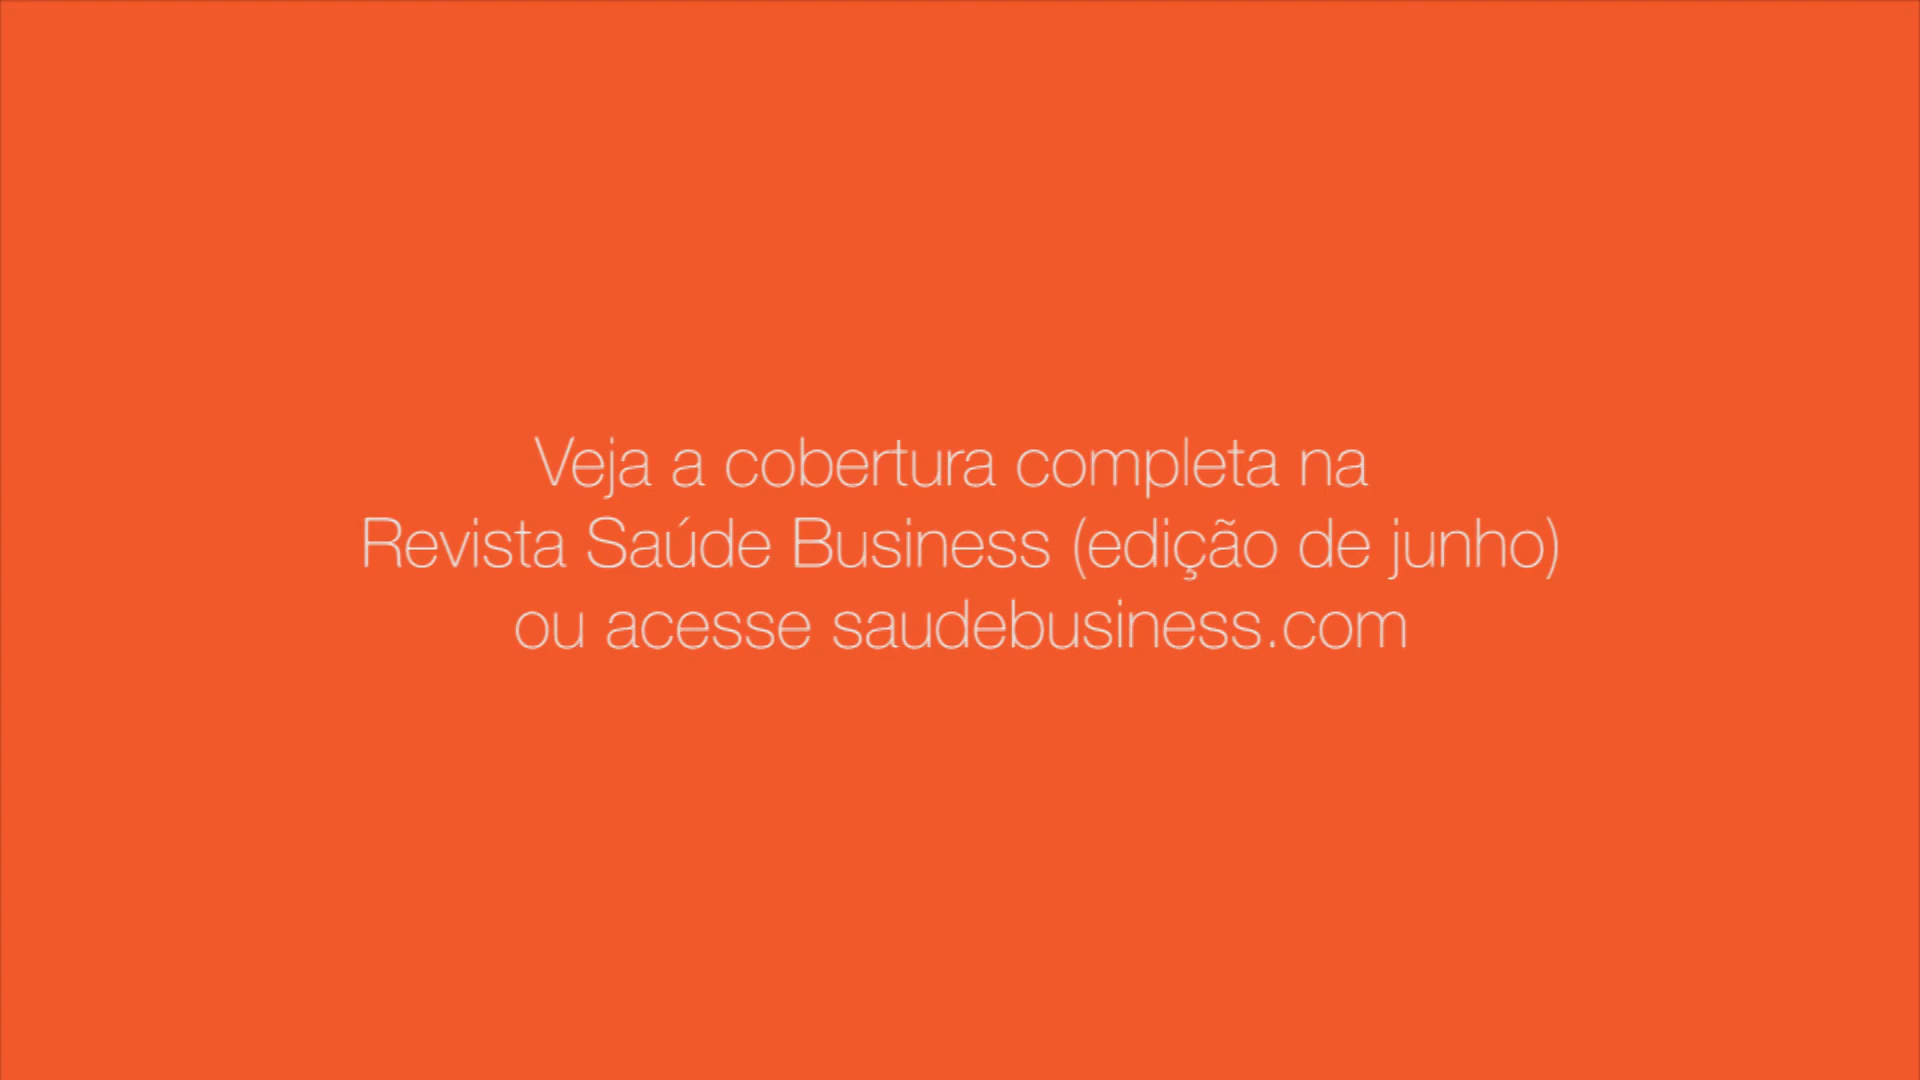 Veja a cobertura completa na
Revista Saúde Business (edição de junho)
ou acesse saudebusiness.com